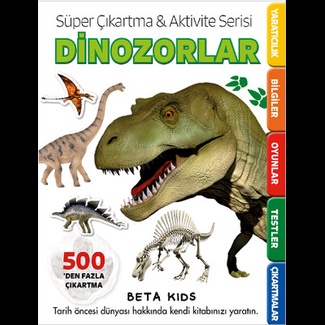 Süper Çıkartma & Aktivite Serisi
DİNOZORLAR
YARATICILIK
BİLGİLER
OYUNLAR
TESTLER
ÇIKARTMALAR
500
'DEN FAZLA
ÇIKARTMA
BETA KIDS
Tarih öncesi dünyası hakkında kendi kitabınızı yaratın.